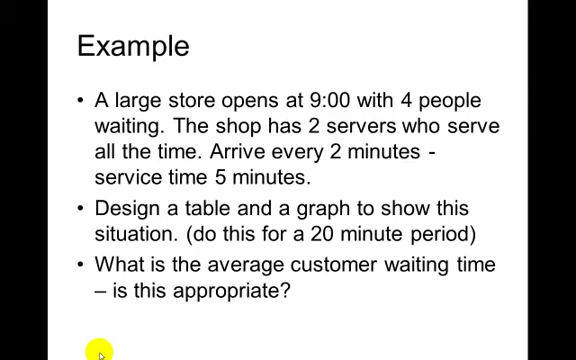 Example
• A large store opens at 9:00 with 4 people
waiting. The shop has 2 servers who serve
all the time. Arrive every 2 minutes -
service time 5 minutes.
• Design a table and a graph to show this
situation. (do this for a 20 minute period)
• What is the average customer waiting time
– is this appropriate?